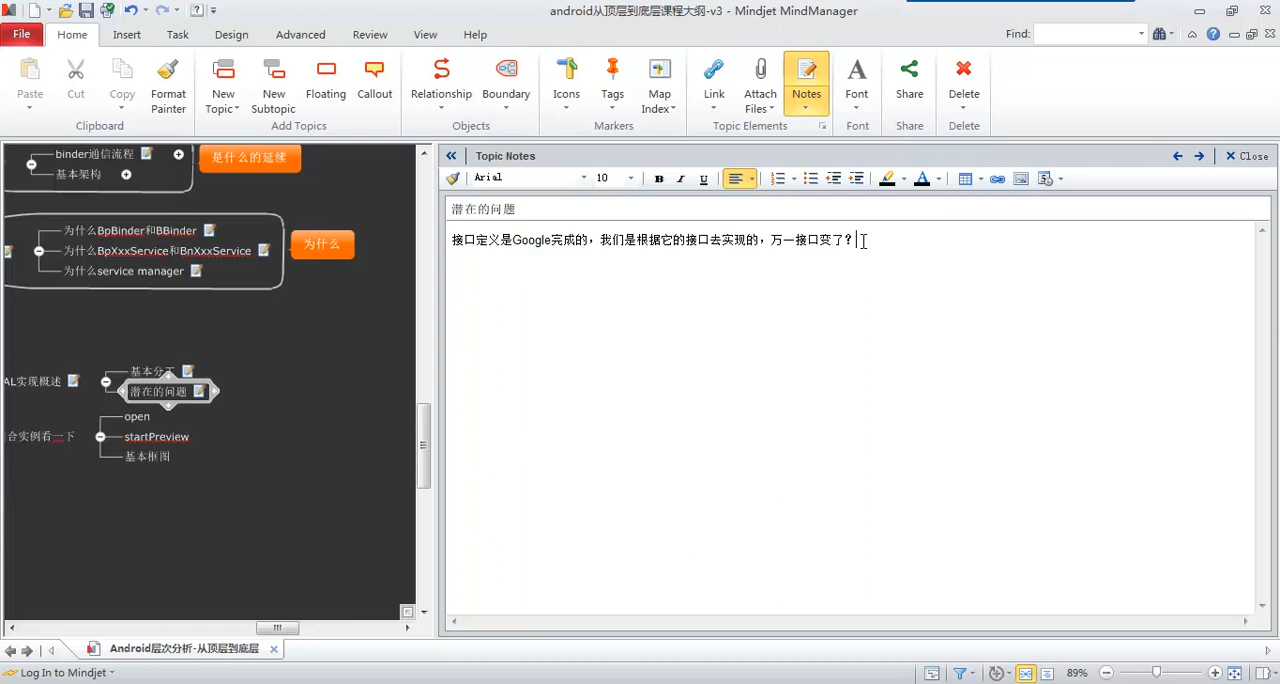 android从顶层到底层课程大纲-v3 - Mindjet MindManager
File Home Insert Task Design Advanced Review View Help Find:
Paste Cut Copy Format Painter New Topic New Subtopic Floating Callout Relationship Boundary Icons Tags Map Index Link Attach Files Notes Font Share Delete
Clipboard Add Topics Objects Markers Topic Elements Font Share Delete
binder通信流程
基本架构
是什么的延续
为什么BpBinder和BBinder
为什么BpXxxService和BnXxxService
为什么service manager
为什么
AL实现概述
基本分工
潜在的问题
合实例看一下
open
startPreview
基本框图
Topic Notes Close
Arial 10 B I U
潜在的问题
接口定义是Google完成的，我们是根据它的接口去实现的，万一接口变了？
Android层次分析-从顶层到底层
Log In to Mindjet 89%